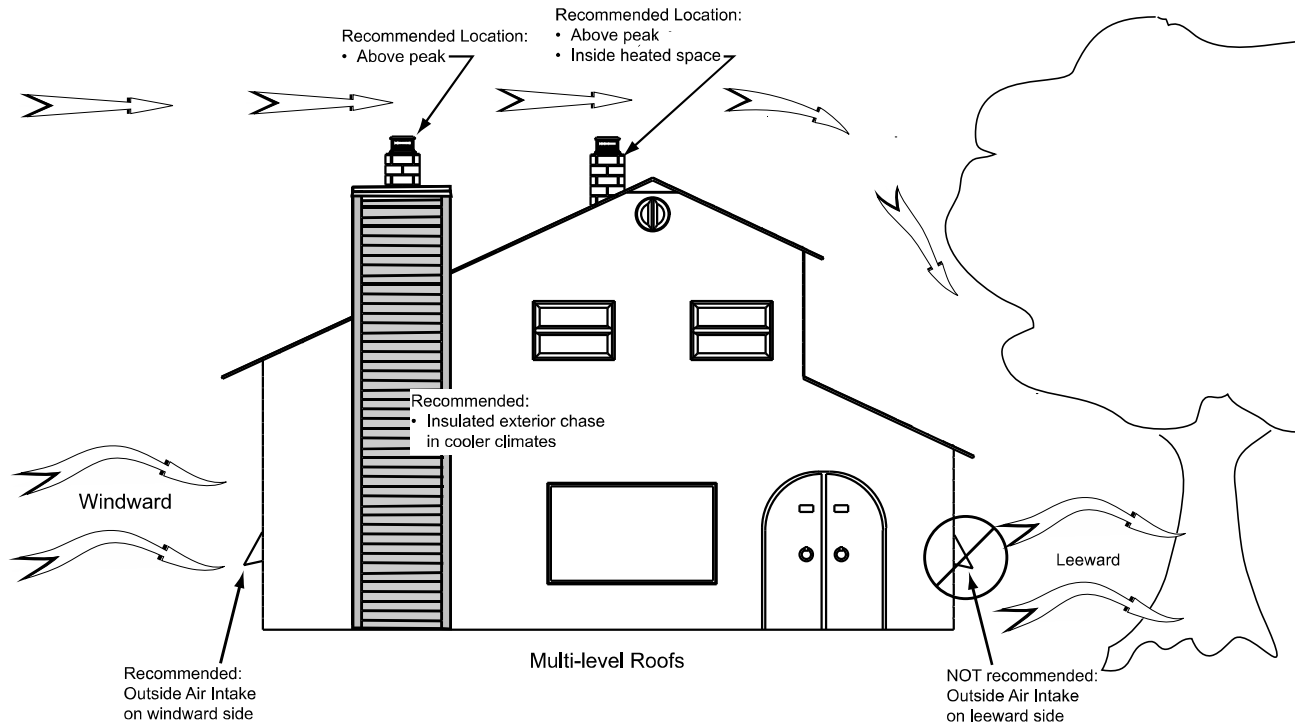 Recommended Location:
• Above peak
Recommended Location:
• Above peak
• Inside heated space
Recommended:
• Insulated exterior chase
in cooler climates
Windward
Leeward
Recommended:
Outside Air Intake
on windward side
Multi-level Roofs
NOT recommended:
Outside Air Intake
on leeward side